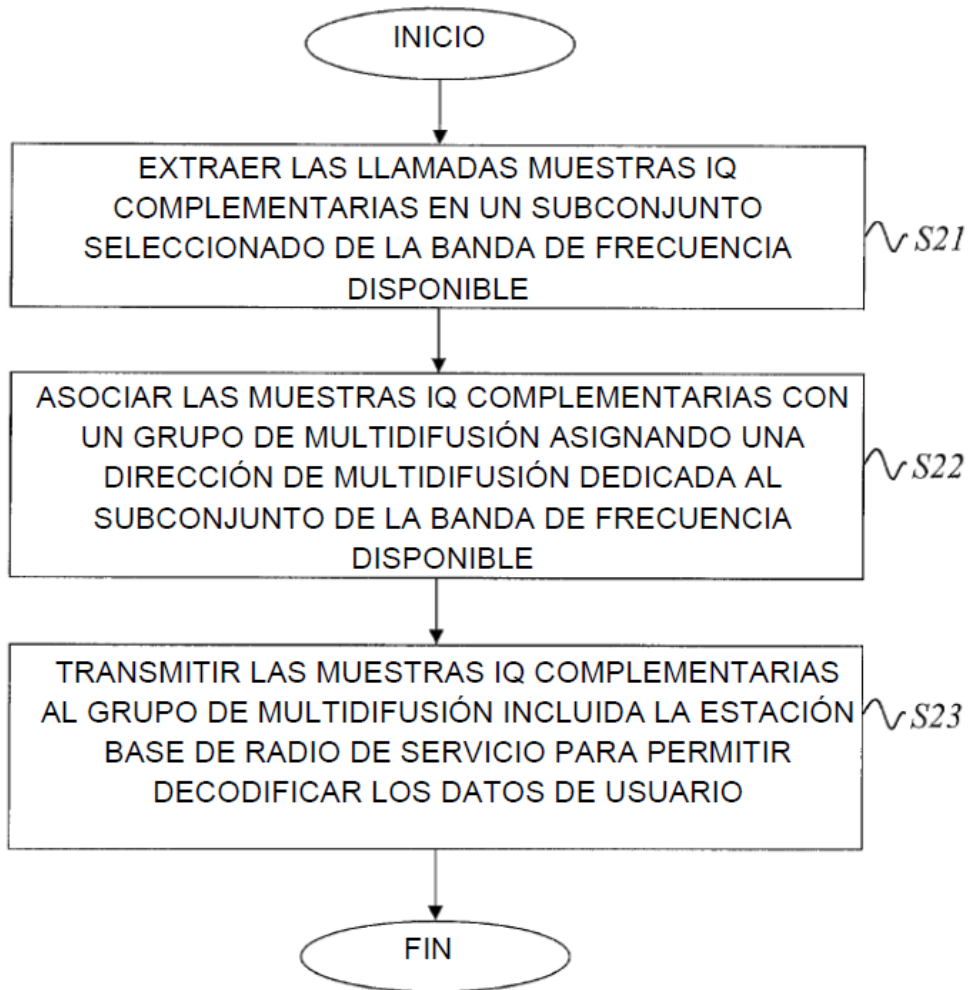 INICIO
EXTRAER LAS LLAMADAS MUESTRAS IQ
COMPLEMENTARIAS EN UN SUBCONJUNTO
SELECCIONADO DE LA BANDA DE FRECUENCIA
DISPONIBLE
S21
ASOCIAR LAS MUESTRAS IQ COMPLEMENTARIAS CON
UN GRUPO DE MULTIDIFUSIÓN ASIGNANDO UNA
DIRECCIÓN DE MULTIDIFUSIÓN DEDICADA AL
SUBCONJUNTO DE LA BANDA DE FRECUENCIA
DISPONIBLE
S22
TRANSMITIR LAS MUESTRAS IQ COMPLEMENTARIAS
AL GRUPO DE MULTIDIFUSIÓN INCLUIDA LA ESTACIÓN
BASE DE RADIO DE SERVICIO PARA PERMITIR
DECODIFICAR LOS DATOS DE USUARIO
S23
FIN